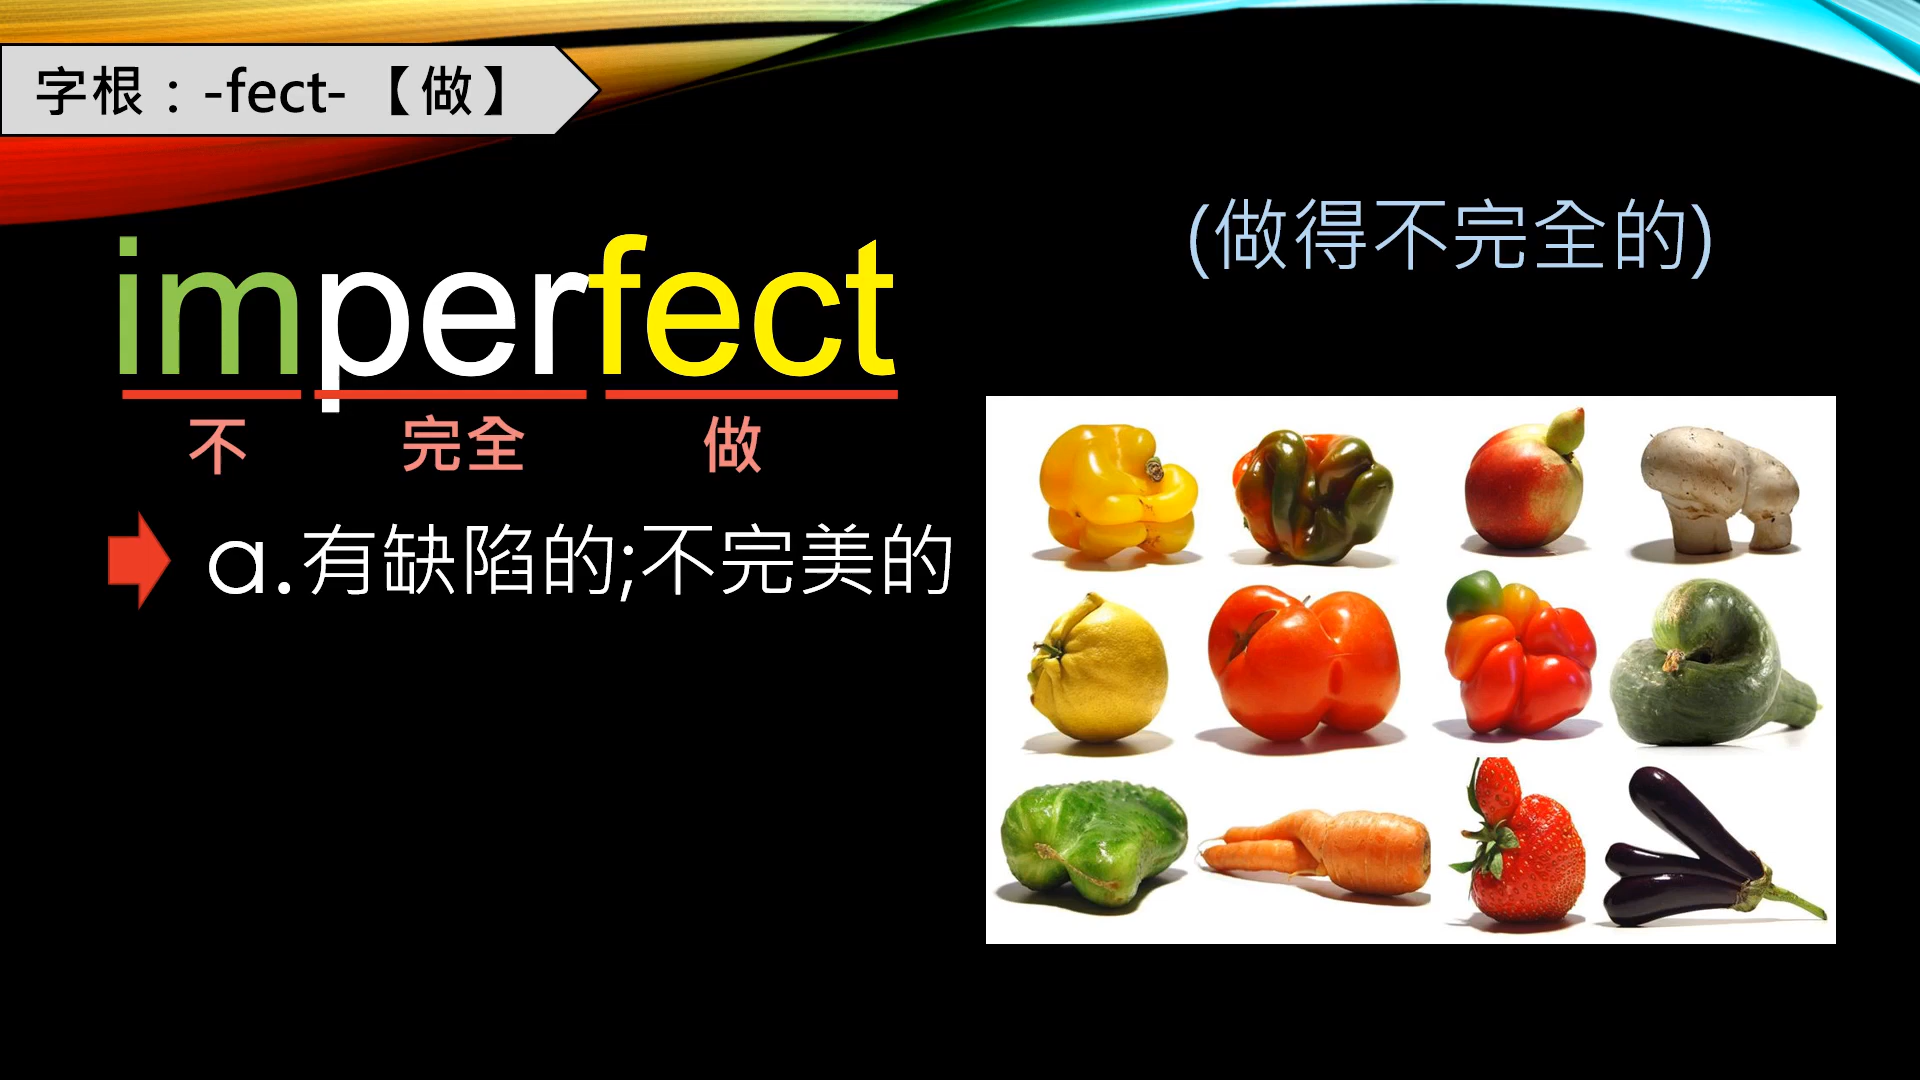 字根：-fect-【做】
(做得不完全的)
imperfect
不 完全 做
a.有缺陷的;不完美的